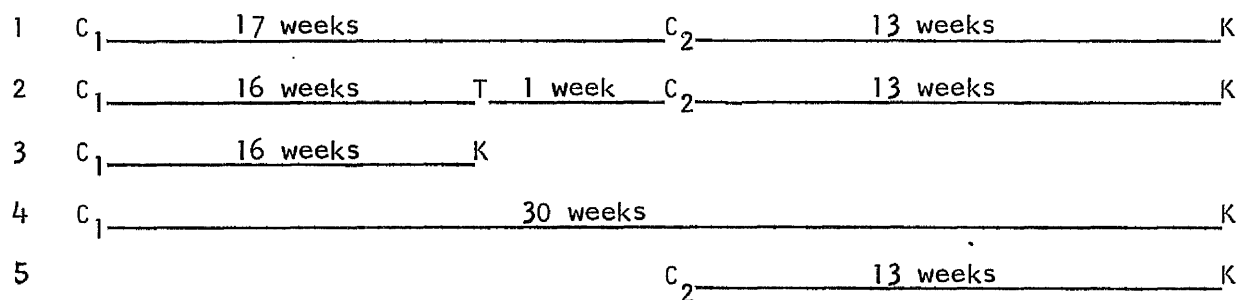 1 C1 17 weeks C2 13 weeks K
2 C1 16 weeks T 1 week C2 13 weeks K
3 C1 16 weeks K
4 C1 30 weeks K
5 C2 13 weeks K